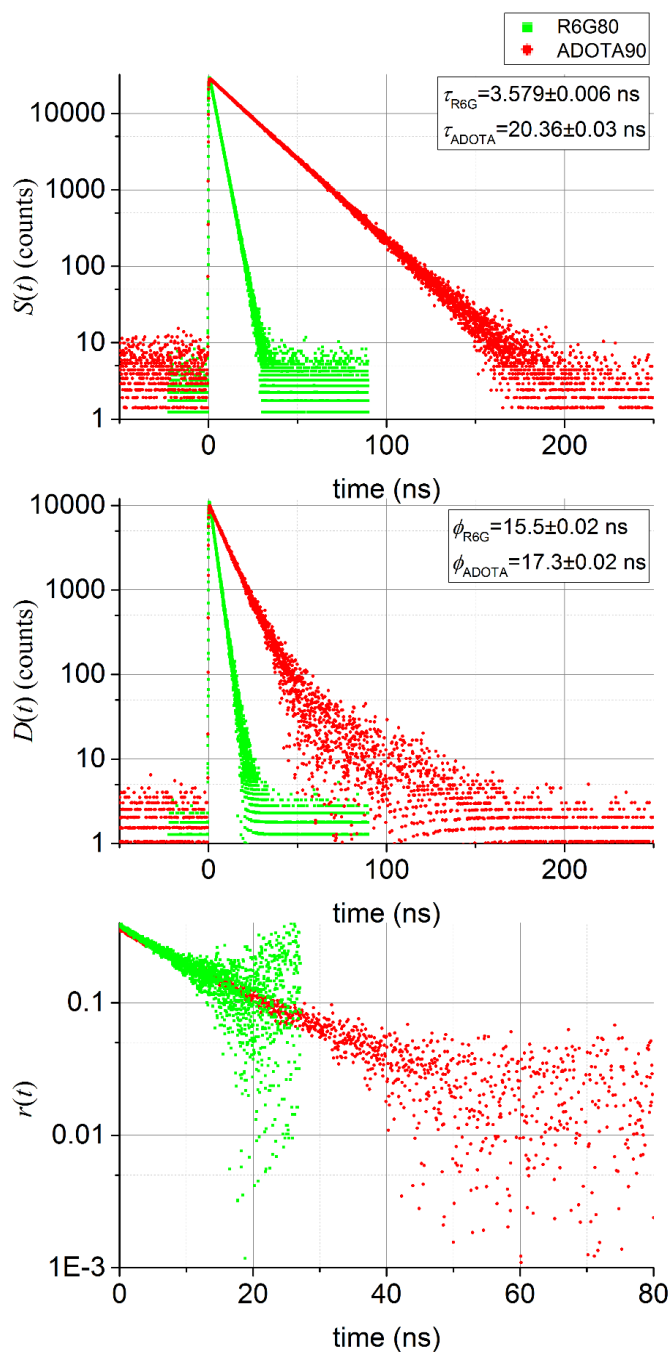 R6G80
ADOTA90
τR6G=3.579±0.006 ns
τADOTA=20.36±0.03 ns
10000
1000
100
10
1
S(t) (counts)
0
100
200
time (ns)
ϕR6G=15.5±0.02 ns
ϕADOTA=17.3±0.02 ns
10000
1000
100
10
1
D(t) (counts)
0
100
200
time (ns)
0.1
0.01
1E-3
r(t)
0
20
40
60
80
time (ns)